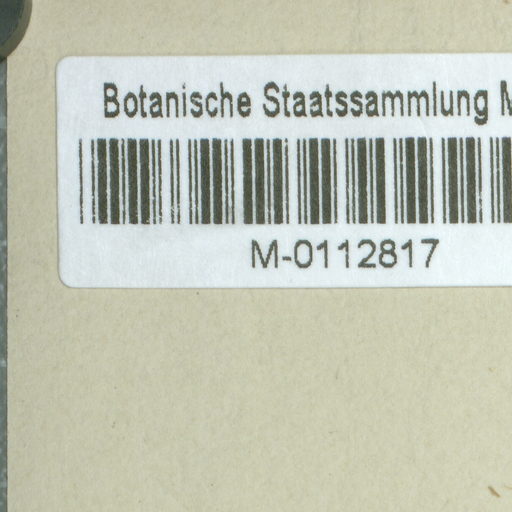 Botanische Staatssammlung M
M-0112817